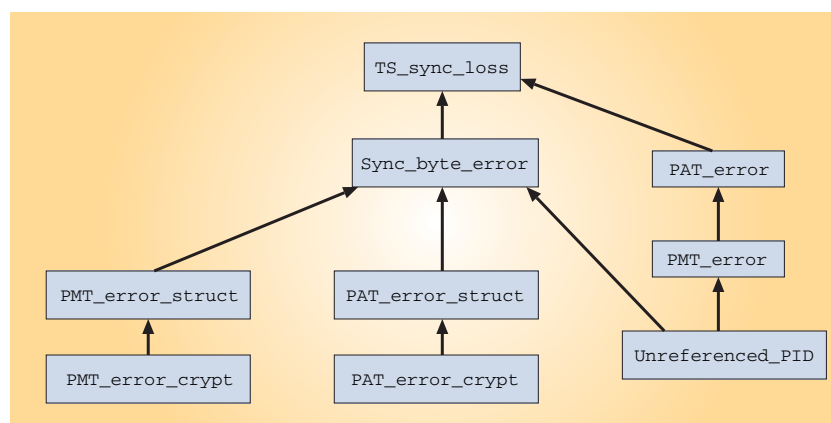 TS_sync_loss
Sync_byte_error
PAT_error
PMT_error
PMT_error_struct
PAT_error_struct
Unreferenced_PID
PMT_error_crypt
PAT_error_crypt